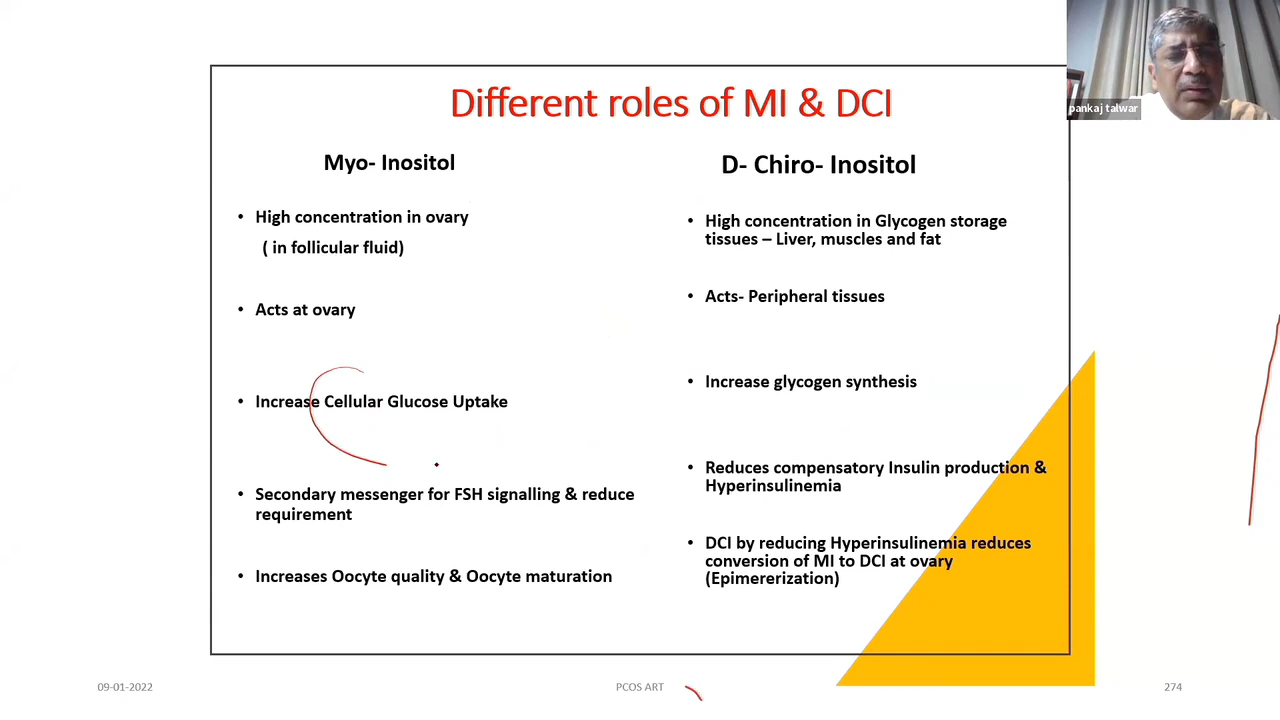 Different roles of MI & DCI
pankaj talwar
Myo- Inositol
• High concentration in ovary
( in follicular fluid)
• Acts at ovary
• Increase Cellular Glucose Uptake
• Secondary messenger for FSH signalling & reduce
requirement
• Increases Oocyte quality & Oocyte maturation
D- Chiro- Inositol
• High concentration in Glycogen storage
tissues – Liver, muscles and fat
• Acts- Peripheral tissues
• Increase glycogen synthesis
• Reduces compensatory Insulin production &
Hyperinsulinemia
• DCI by reducing Hyperinsulinemia reduces
conversion of MI to DCI at ovary
(Epimererization)
09-01-2022
PCOS ART
274